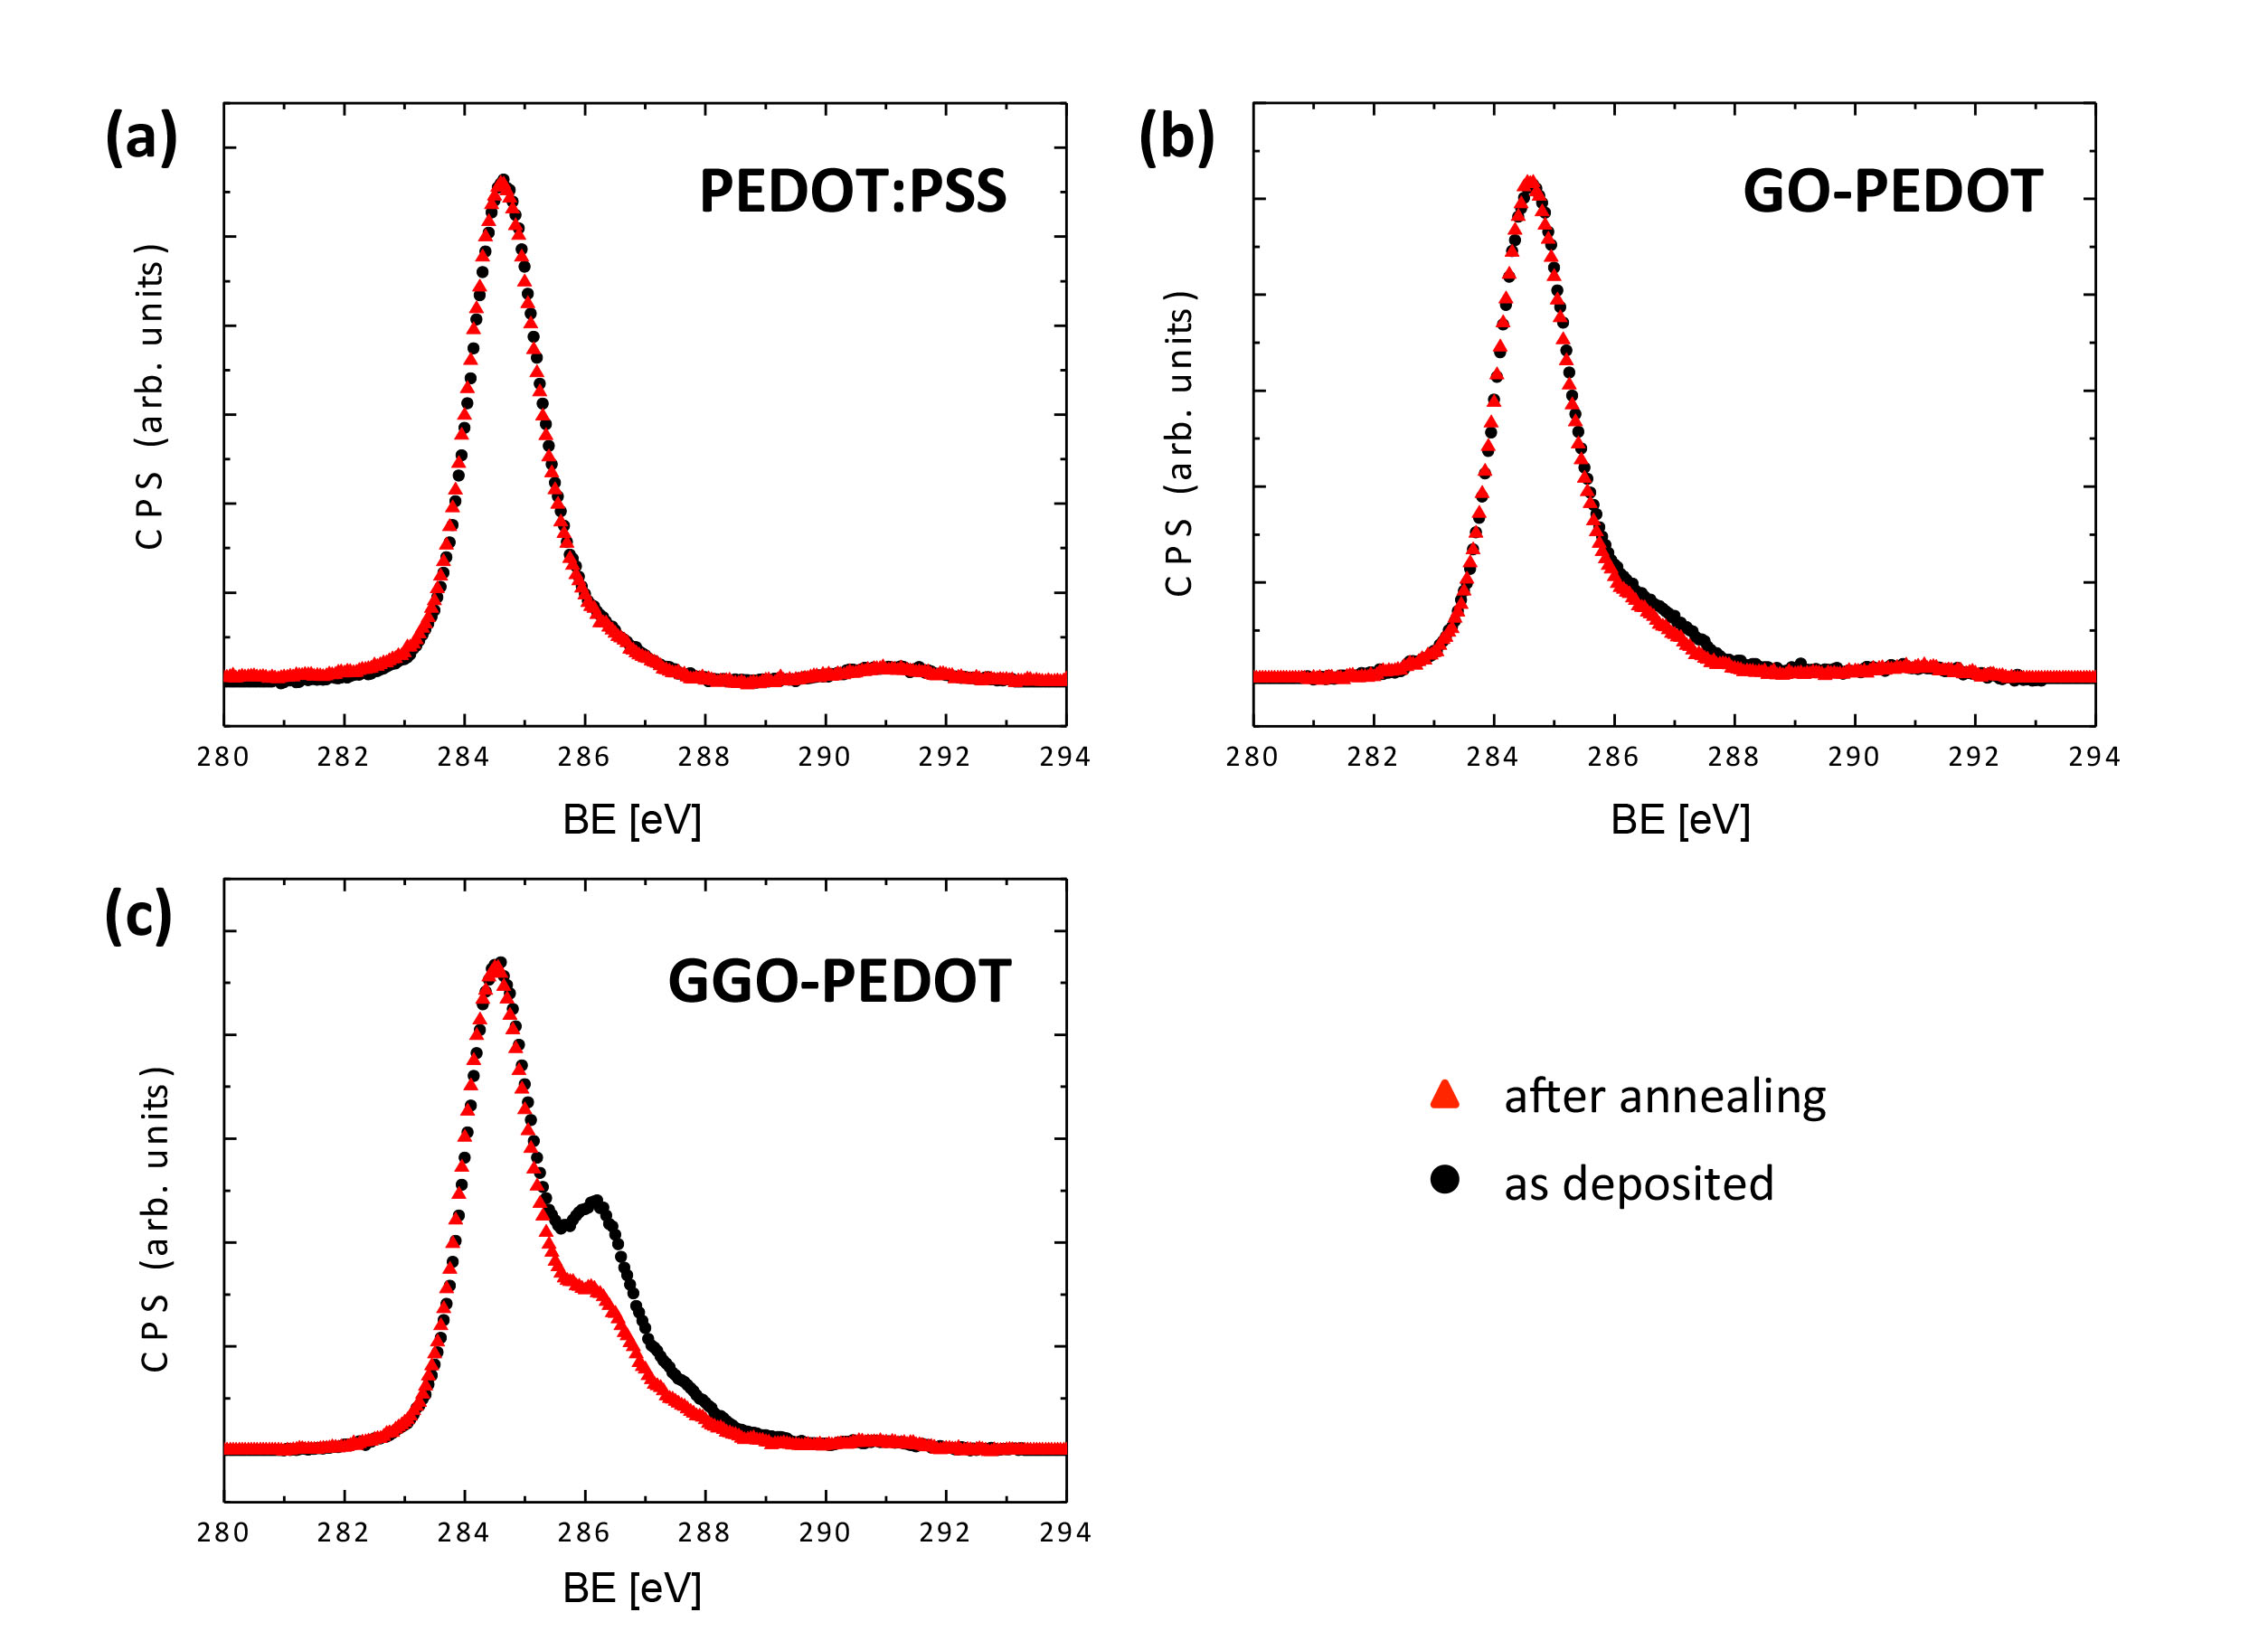 (a)
PEDOT:PSS
CPS (arb. units)
280 282 284 286 288 290 292 294
BE [eV]
(b)
GO-PEDOT
CPS (arb. units)
280 282 284 286 288 290 292 294
BE [eV]
(c)
GGO-PEDOT
CPS (arb. units)
280 282 284 286 288 290 292 294
BE [eV]
after annealing
as deposited